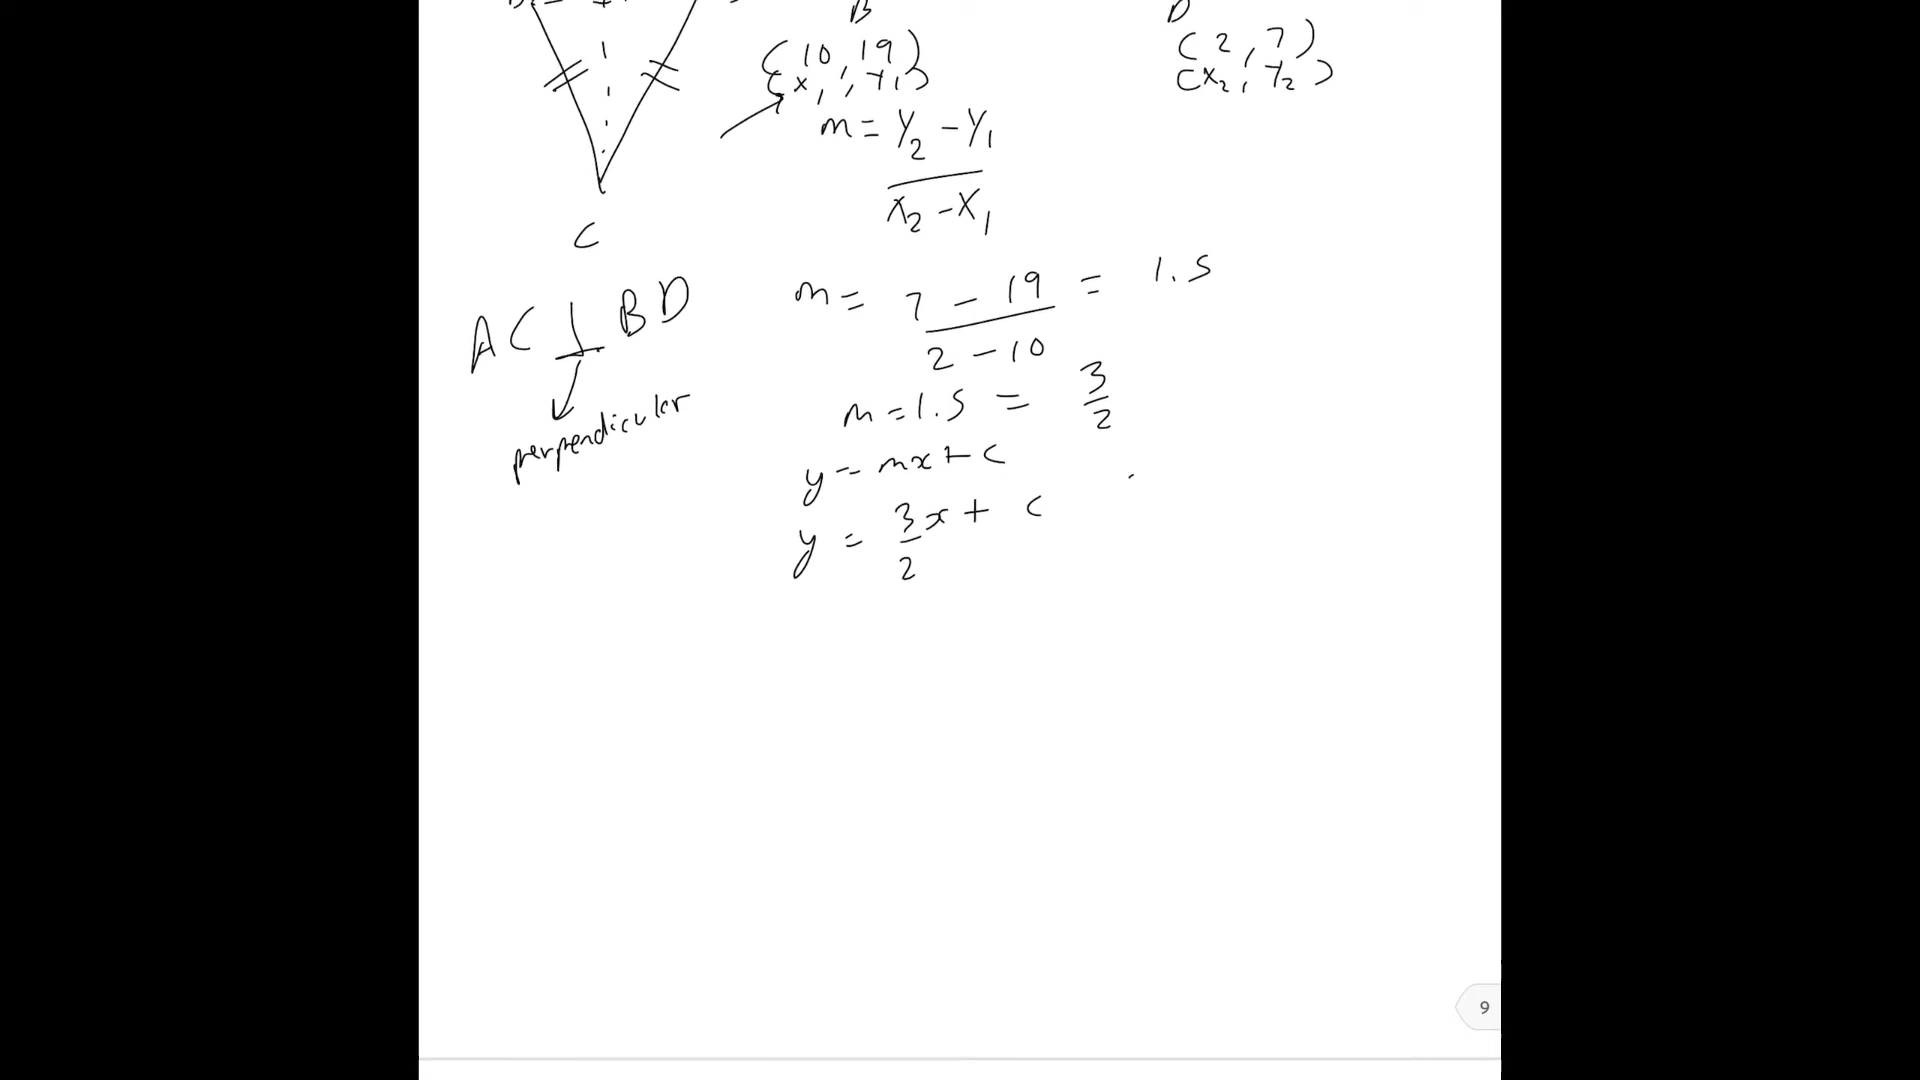 B
D
(10, 19)
(2, 7)
(x₁, y₁)
(x₂, y₂)
m = y₂ - y₁
x₂ - x₁
C
m = 7 - 19 = 1.5
2 - 10
AC ⊥ BD
perpendicular
m = 1.5 = 3/2
y = mx + c
y = 3/2 x + c
9